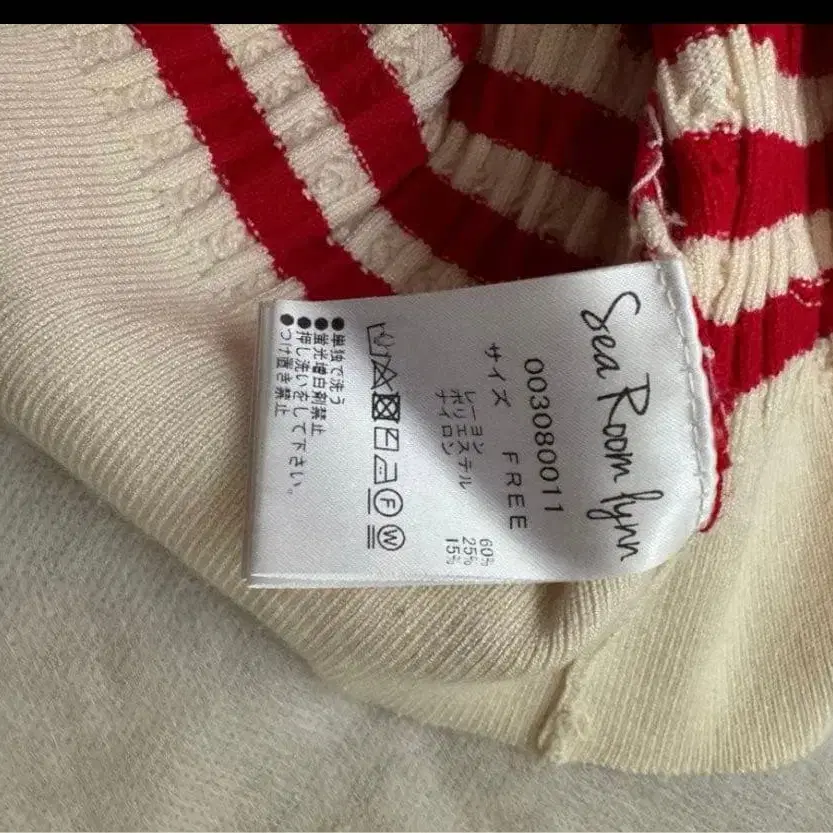 Sea Room lynn
003080011
サイズ FREE
レーヨン 60%
ポリエステル 25%
ナイロン 15%
F W
●単独で洗う
●蛍光増白剤禁止
●押し洗いをして下さい。
●つけ置き禁止